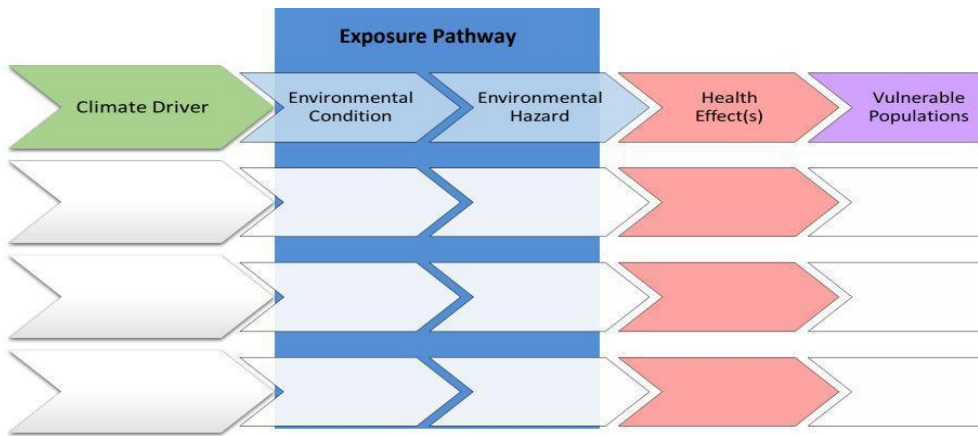 Exposure Pathway
Climate Driver
Environmental
Condition
Environmental
Hazard
Health
Effect(s)
Vulnerable
Populations